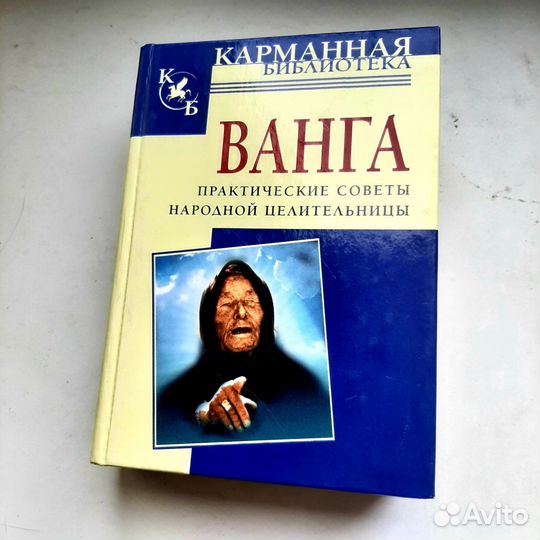 КАРМАННАЯ
БИБЛИОТЕКА
К
Б
ВАНГА
ПРАКТИЧЕСКИЕ СОВЕТЫ
НАРОДНОЙ ЦЕЛИТЕЛЬНИЦЫ
Avito